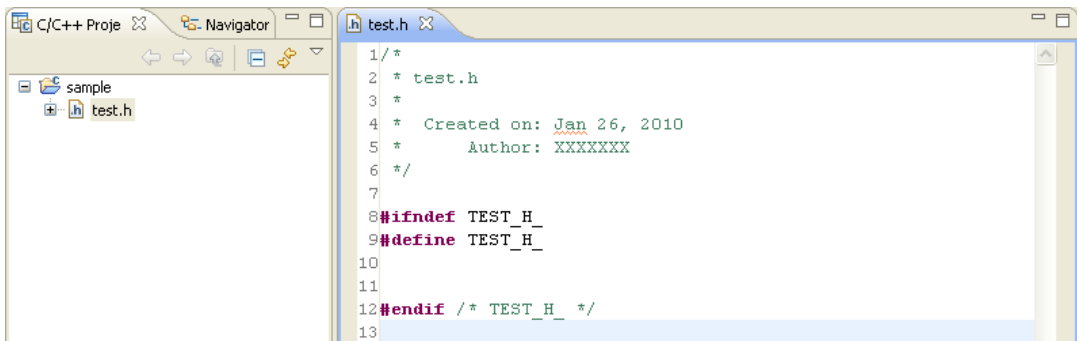 C/C++ Proje
Navigator
sample
test.h
test.h
1/*
2 * test.h
3 *
4 *  Created on: Jan 26, 2010
5 *      Author: XXXXXXX
6 */
7
8#ifndef TEST_H_
9#define TEST_H_
10
11
12#endif /* TEST_H_ */
13